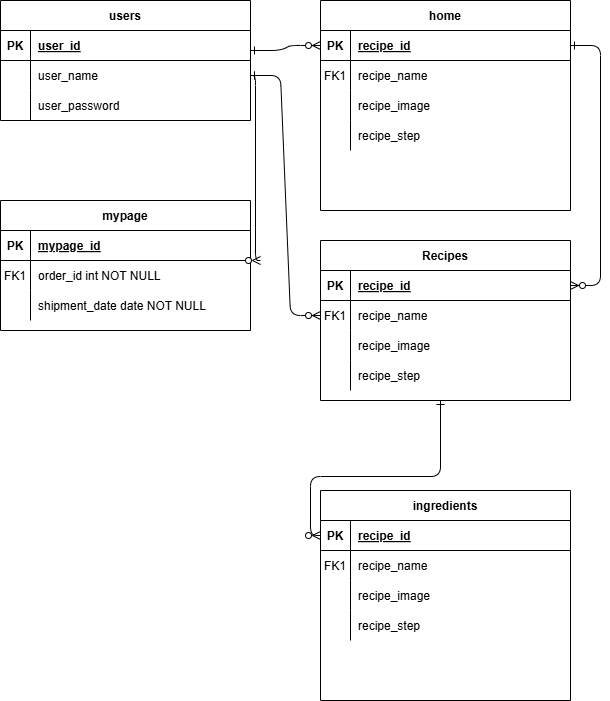 users
PK user_id
user_name
user_password
home
PK recipe_id
FK1 recipe_name
recipe_image
recipe_step
mypage
PK mypage_id
FK1 order_id int NOT NULL
shipment_date date NOT NULL
Recipes
PK recipe_id
FK1 recipe_name
recipe_image
recipe_step
ingredients
PK recipe_id
FK1 recipe_name
recipe_image
recipe_step